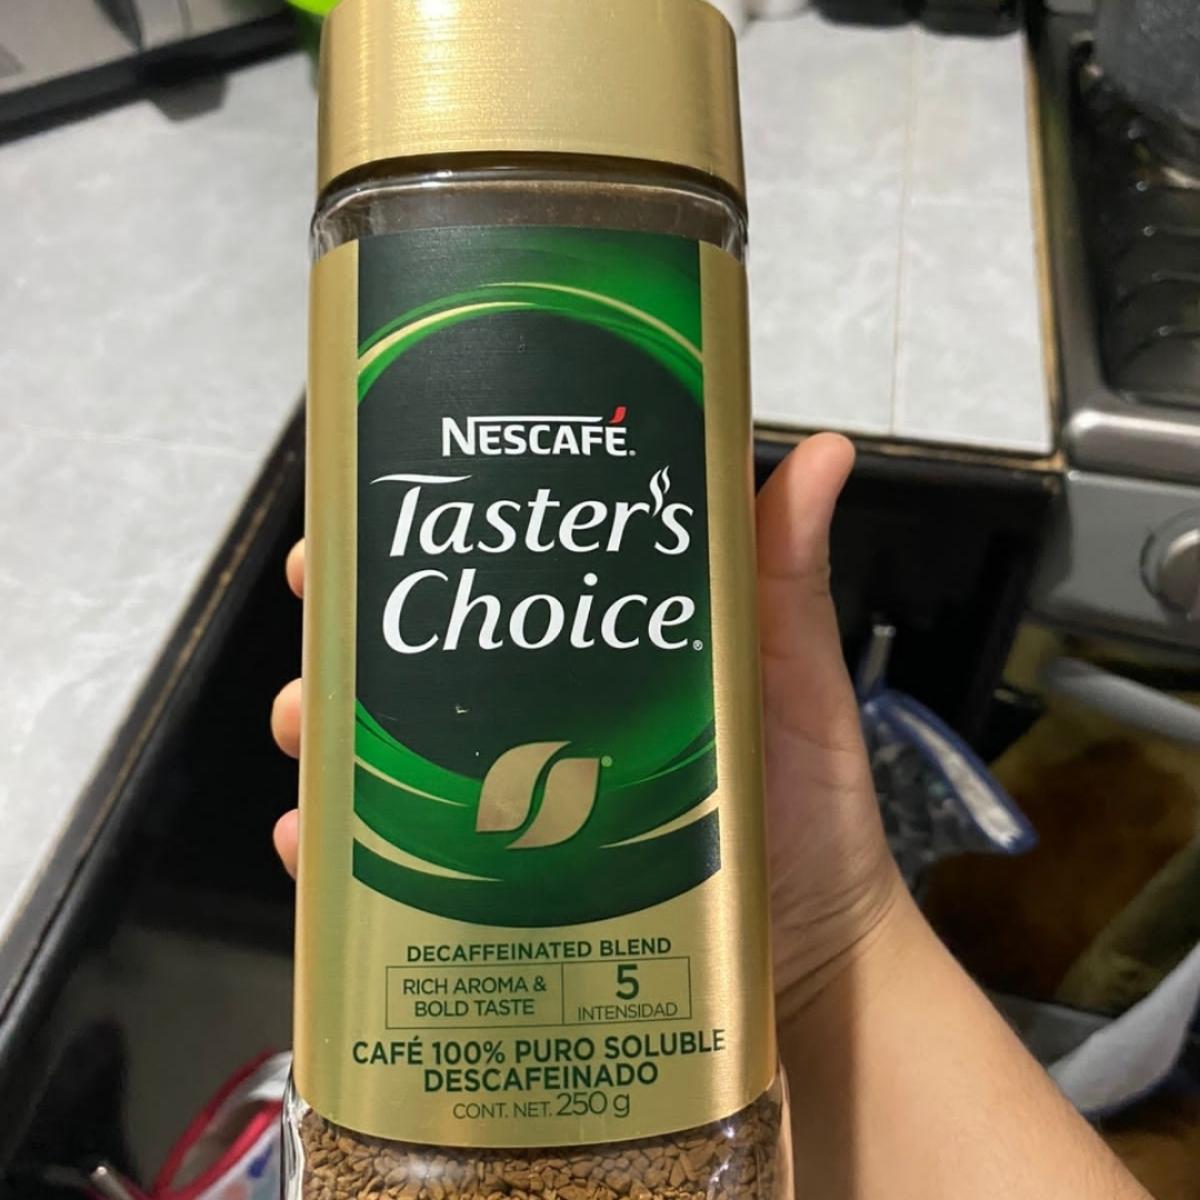 NESCAFÉ®
Taster's
Choice®
DECAFFEINATED BLEND
RICH AROMA &
BOLD TASTE
5
INTENSIDAD
CAFÉ 100% PURO SOLUBLE
DESCAFEINADO
CONT. NET. 250 g